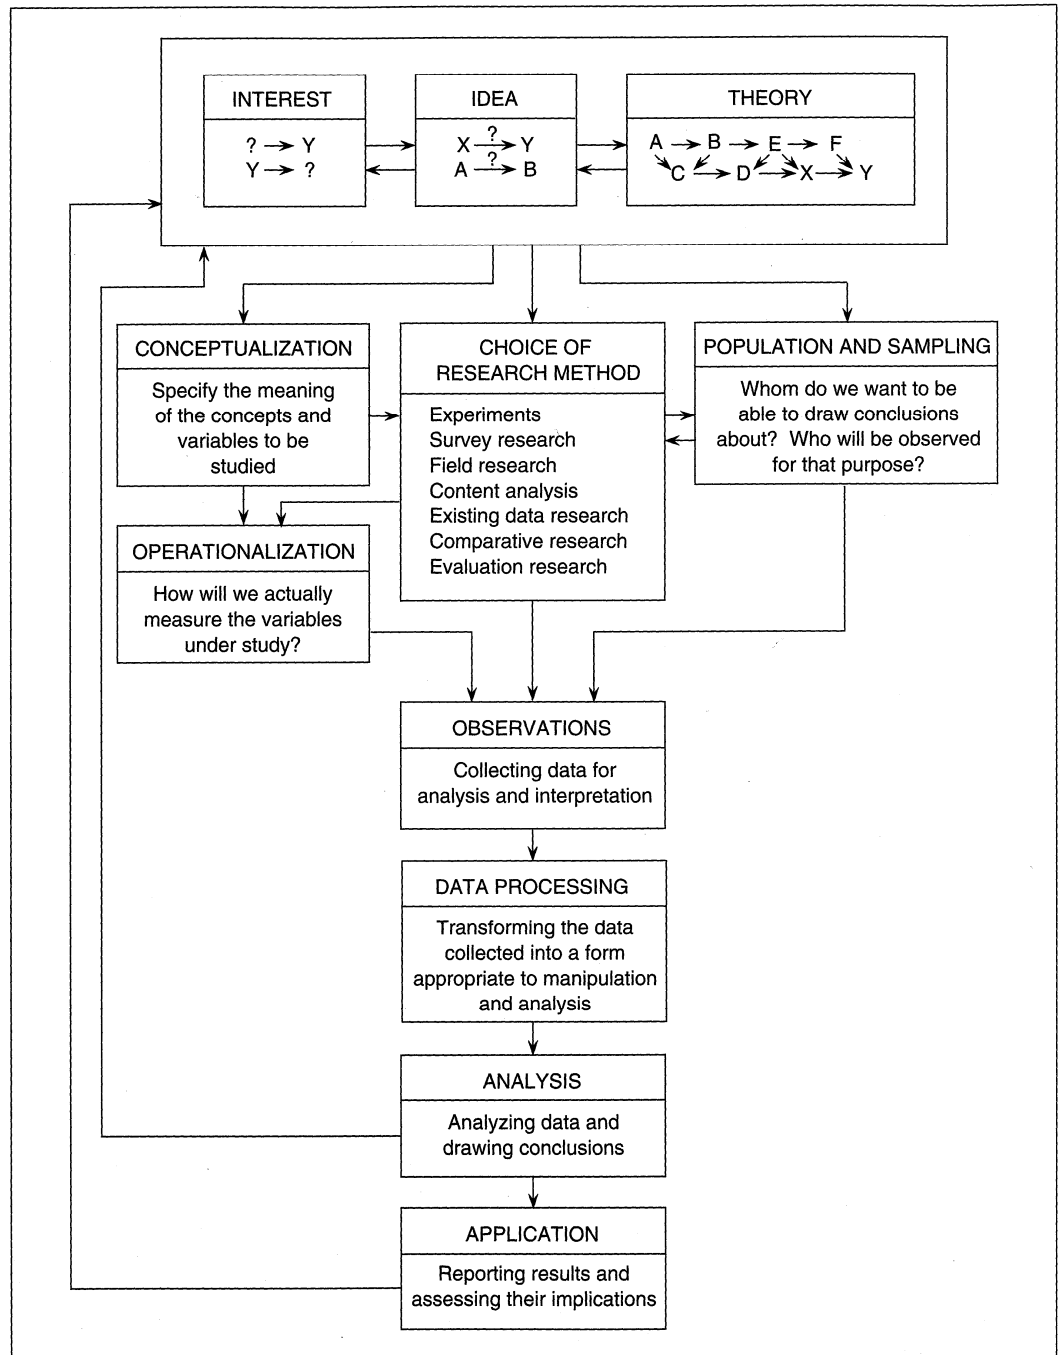 INTEREST
? → Y
Y → ?
IDEA
?
X → Y
?
A → B
THEORY
A → B → E → F
C → D → X → Y
CONCEPTUALIZATION
Specify the meaning
of the concepts and
variables to be
studied
CHOICE OF
RESEARCH METHOD
Experiments
Survey research
Field research
Content analysis
Existing data research
Comparative research
Evaluation research
POPULATION AND SAMPLING
Whom do we want to be
able to draw conclusions
about? Who will be observed
for that purpose?
OPERATIONALIZATION
How will we actually
measure the variables
under study?
OBSERVATIONS
Collecting data for
analysis and interpretation
DATA PROCESSING
Transforming the data
collected into a form
appropriate to manipulation
and analysis
ANALYSIS
Analyzing data and
drawing conclusions
APPLICATION
Reporting results and
assessing their implications